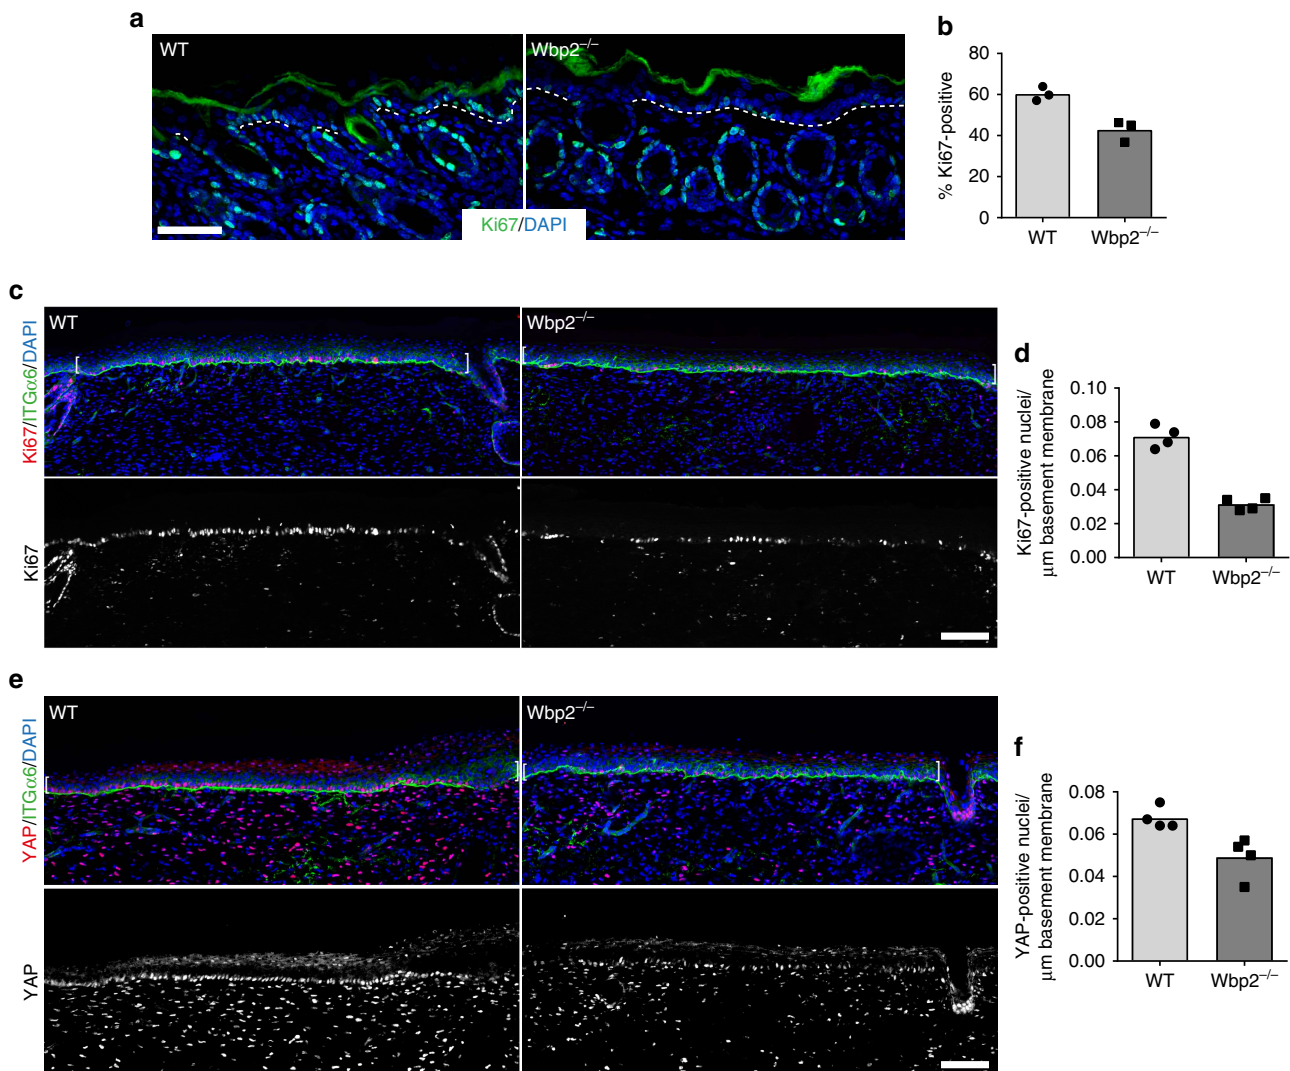 a
WT
Wbp2⁻/⁻
Ki67/DAPI
b
% Ki67-positive
80
60
40
20
0
WT
Wbp2⁻/⁻
c
Ki67/ITGα6/DAPI
WT
Wbp2⁻/⁻
Ki67
d
Ki67-positive nuclei/
μm basement membrane
0.10
0.08
0.06
0.04
0.02
0.00
WT
Wbp2⁻/⁻
e
YAP/ITGα6/DAPI
WT
Wbp2⁻/⁻
YAP
f
YAP-positive nuclei/
μm basement membrane
0.08
0.06
0.04
0.02
0.00
WT
Wbp2⁻/⁻